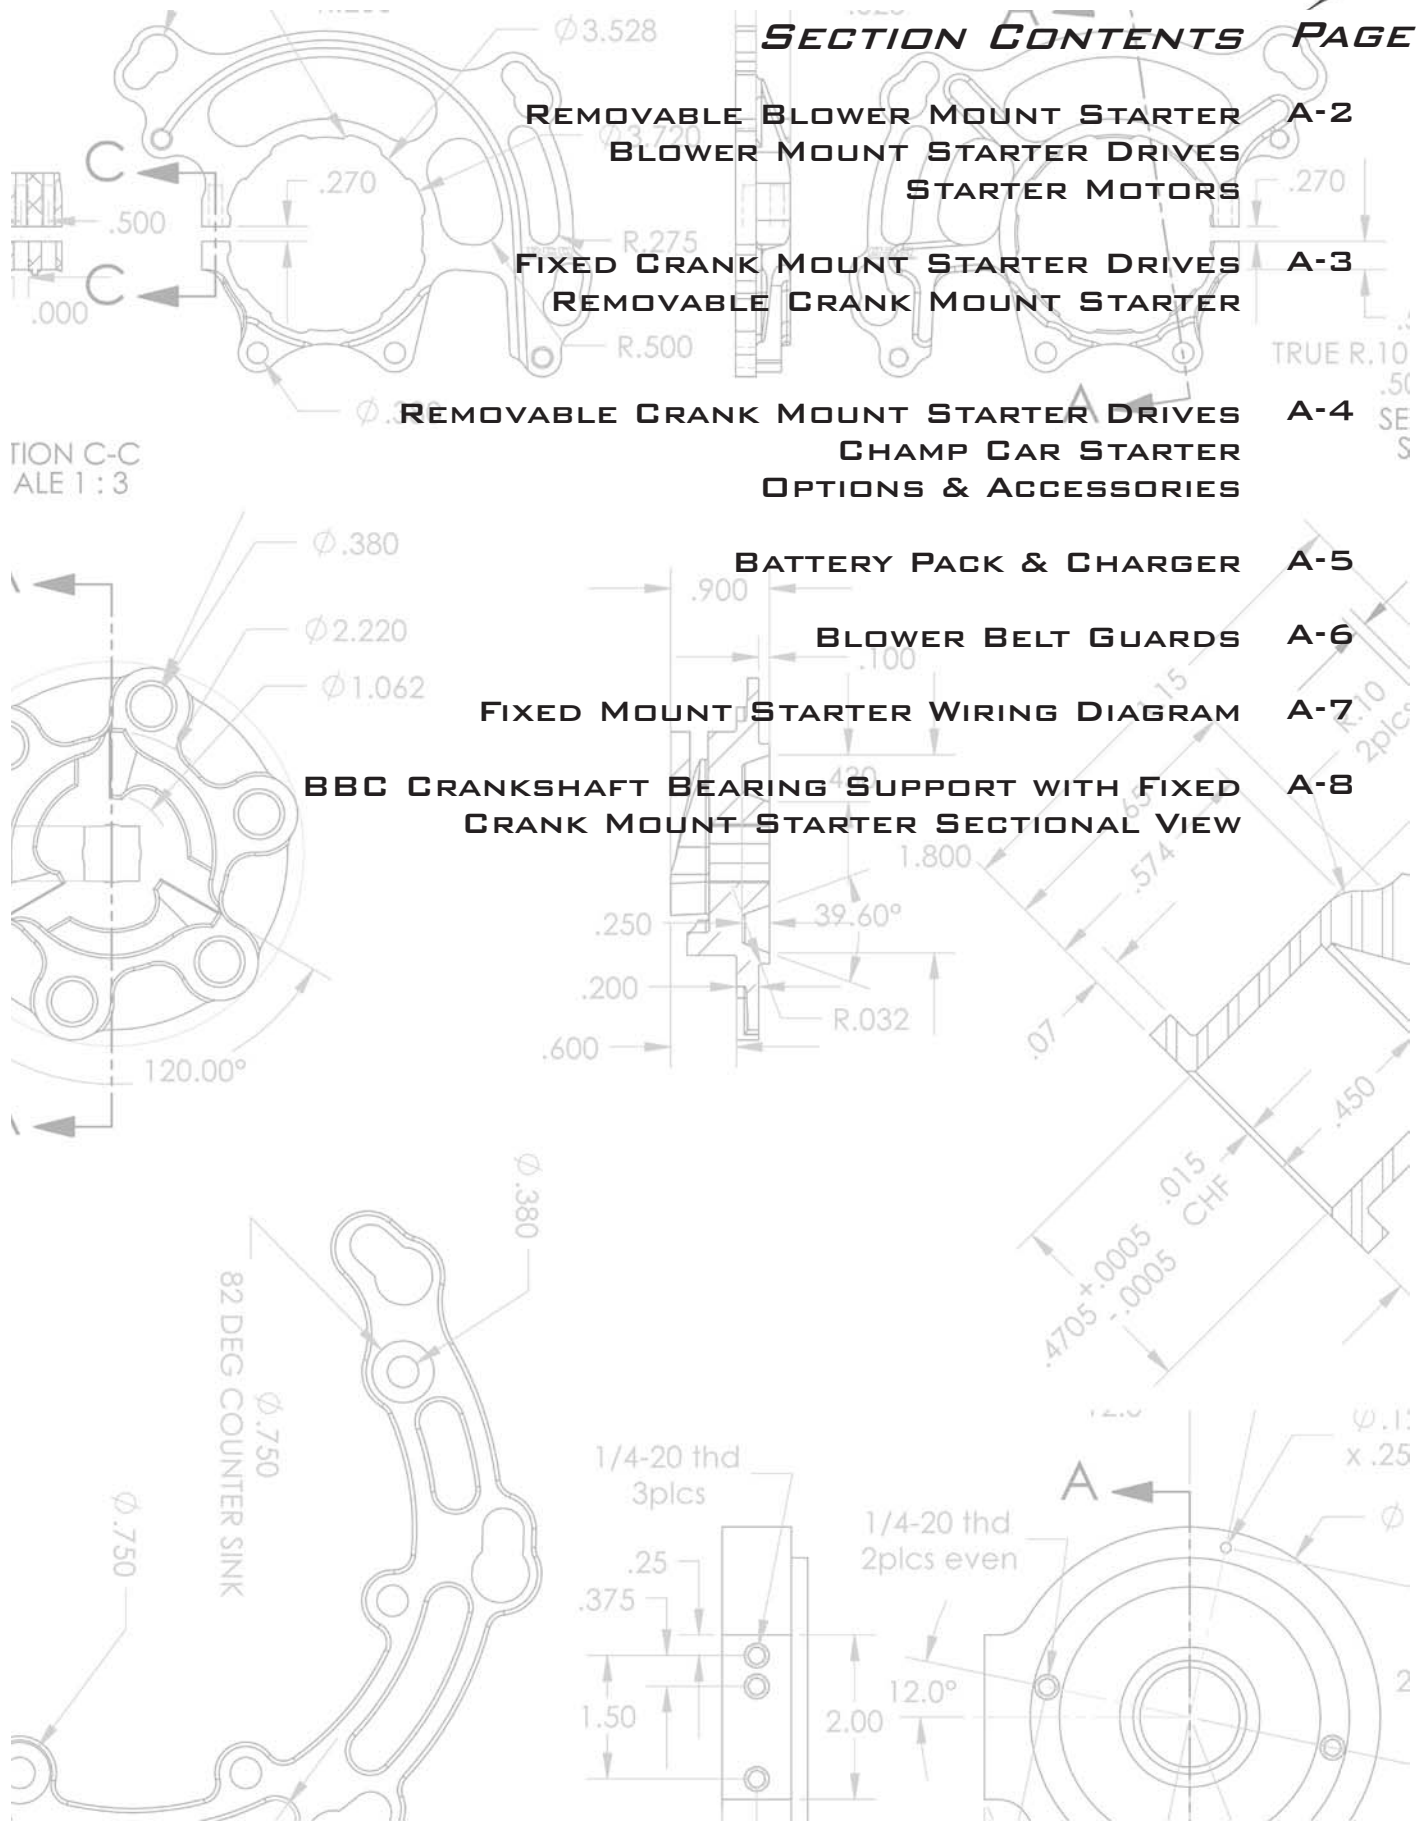 SECTION CONTENTS PAGE
REMOVABLE BLOWER MOUNT STARTER A-2
BLOWER MOUNT STARTER DRIVES
STARTER MOTORS
FIXED CRANK MOUNT STARTER DRIVES A-3
REMOVABLE CRANK MOUNT STARTER
REMOVABLE CRANK MOUNT STARTER DRIVES A-4
CHAMP CAR STARTER
OPTIONS & ACCESSORIES
BATTERY PACK & CHARGER A-5
BLOWER BELT GUARDS A-6
FIXED MOUNT STARTER WIRING DIAGRAM A-7
BBC CRANKSHAFT BEARING SUPPORT WITH FIXED A-8
CRANK MOUNT STARTER SECTIONAL VIEW
Ø3.528
Ø3.720
C
.270
.500
R.275
C
.000
R.500
A
.270
TRUE R.10
A
TION C-C
ALE 1 : 3
Ø.380
Ø2.220
Ø1.062
120.00°
.900
.100
.430
1.800
.250
39.60°
.200
R.032
.600
R.10
2plcs
.574
.07
.450
.015
CHF
.4705 +.0005
-.0005
Ø.380
82 DEG COUNTER SINK
Ø.750
Ø.750
1/4-20 thd
3plcs
.25
.375
1.50
2.00
1/4-20 thd
2plcs even
12.0°
A
x .25